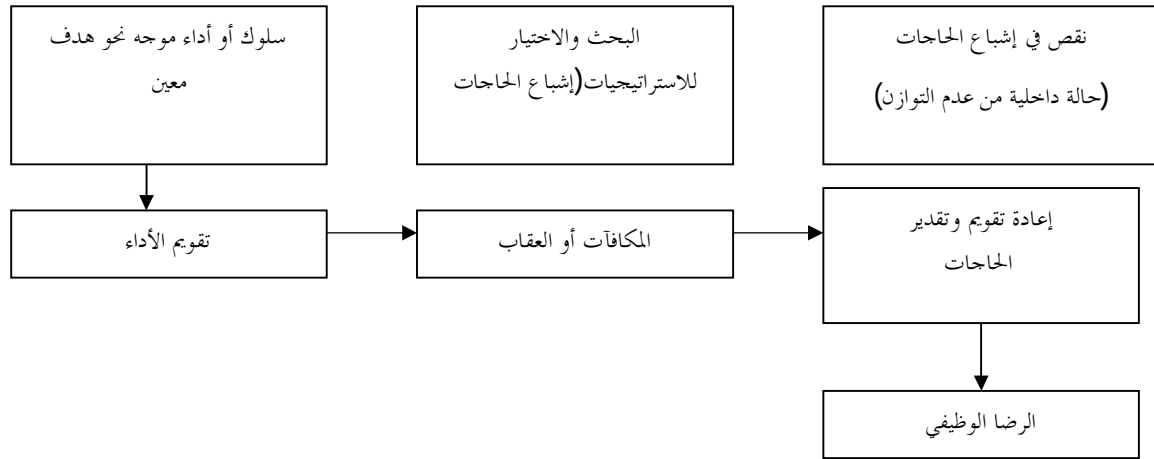 نقص في إشباع الحاجات
(حالة داخلية من عدم التوازن)
البحث والاختيار
للاستراتيجيات(إشباع الحاجات
سلوك أو أداء موجه نحو هدف
معين
تقويم الأداء
المكافآت أو العقاب
إعادة تقويم وتقدير
الحاجات
الرضا الوظيفي